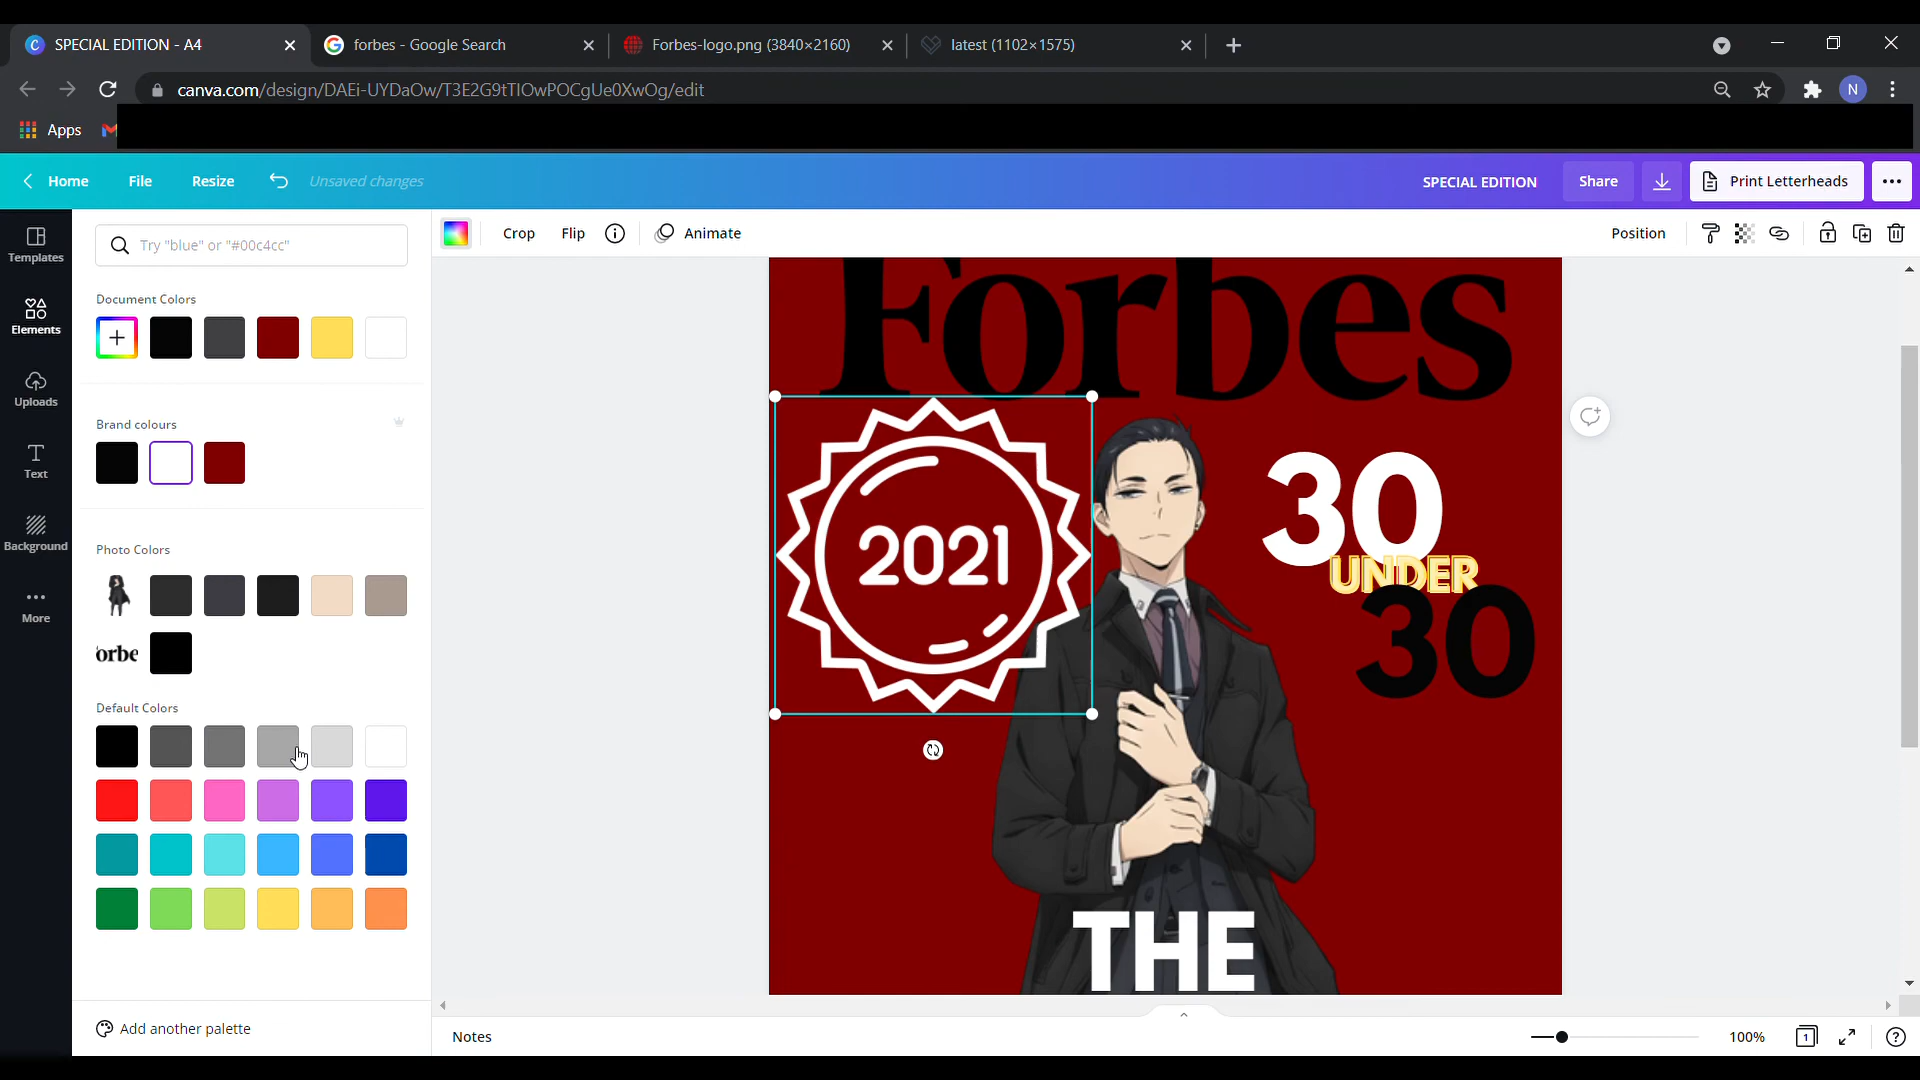 SPECIAL EDITION - A4
forbes - Google Search
Forbes-logo.png (3840×2160)
latest (1102×1575)
canva.com/design/DAEi-UYDaOw/T3E2G9tTIOwPOCgUe0XwOg/edit
N
Apps
Home
File
Resize
Unsaved changes
SPECIAL EDITION
Share
Print Letterheads
Templates
Elements
Uploads
Text
Background
More
Try "blue" or "#00c4cc"
Document Colors
Brand colours
Photo Colors
orbe
Default Colors
Add another palette
Crop
Flip
Animate
Position
Forbes
2021
30
UNDER
30
THE
Notes
100%
1